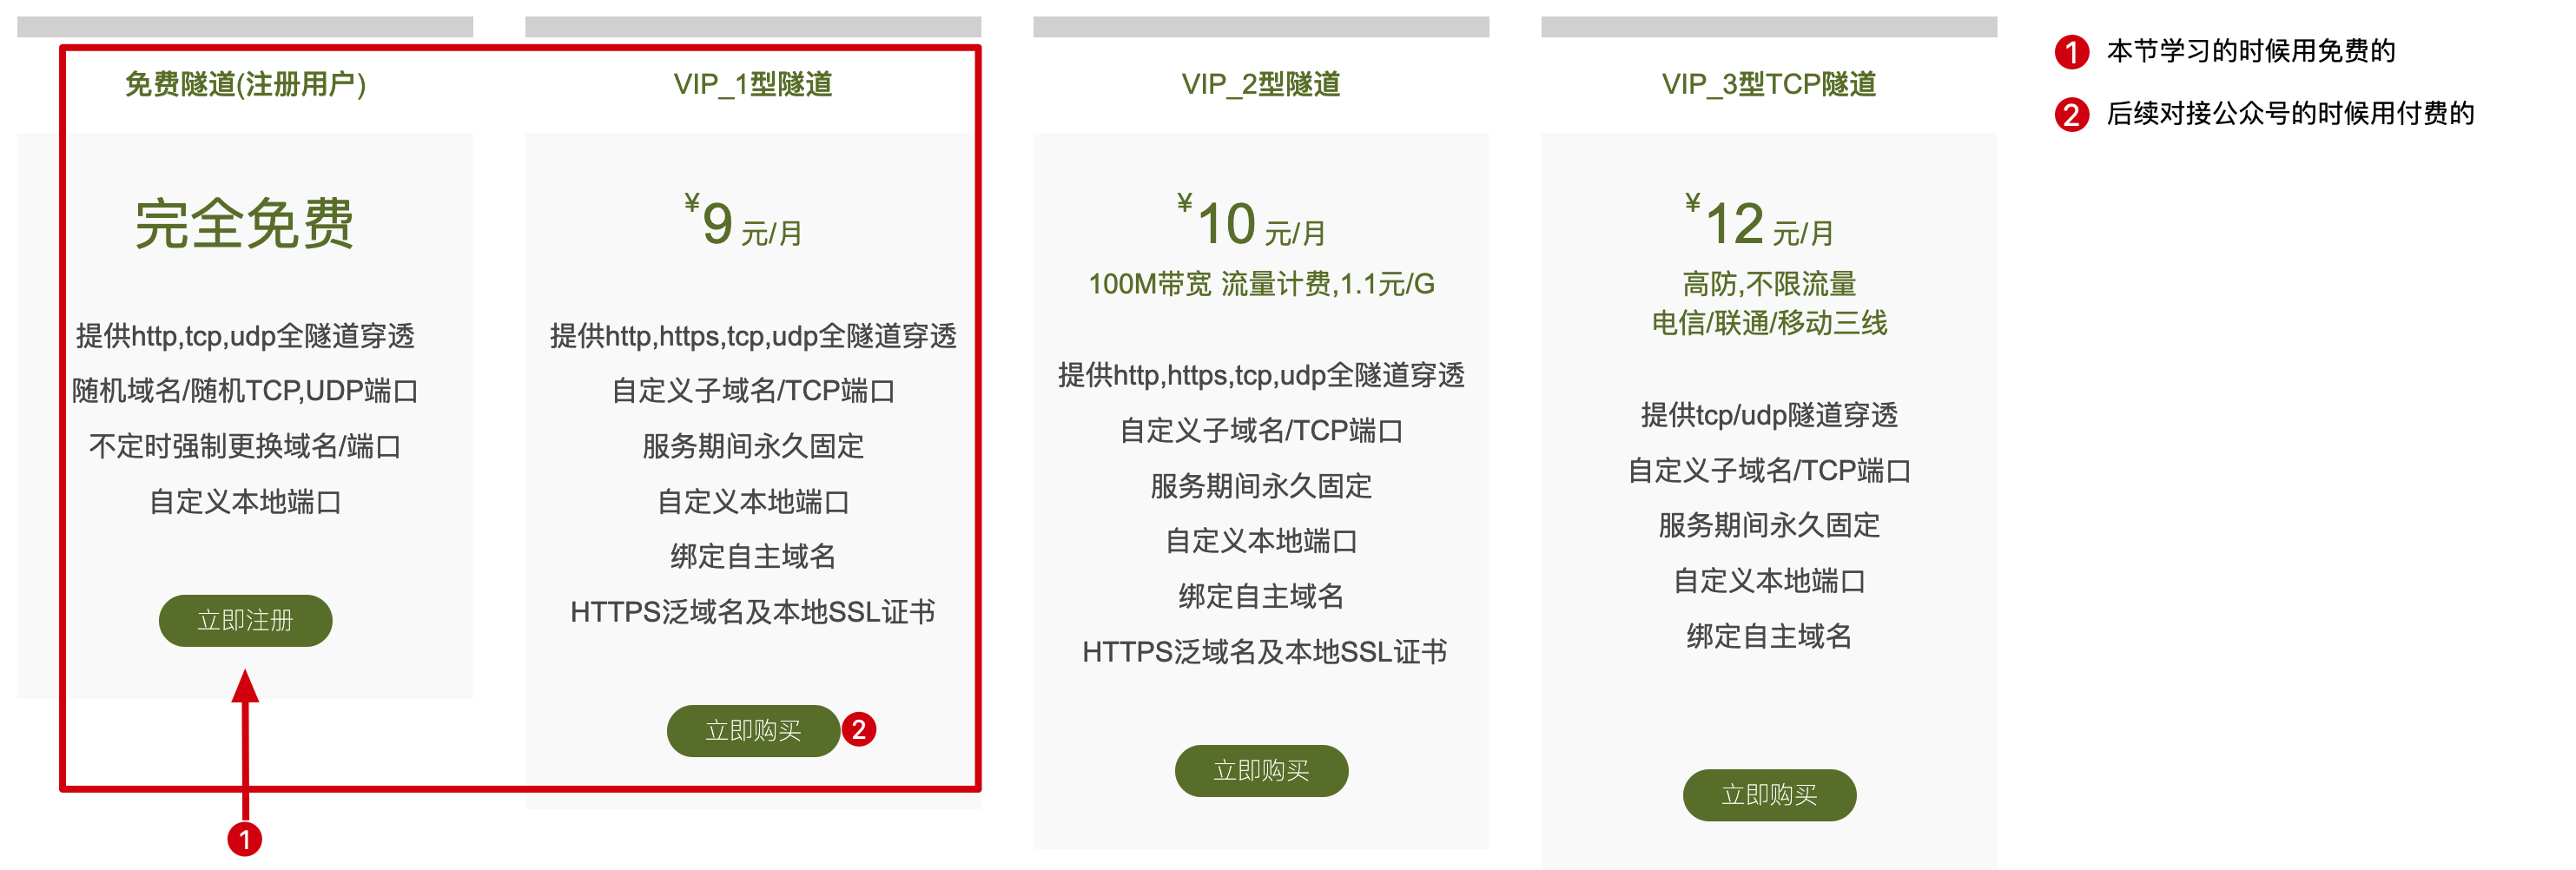 免费隧道(注册用户)
完全免费
提供http,tcp,udp全隧道穿透
随机域名/随机TCP,UDP端口
不定时强制更换域名/端口
自定义本地端口
立即注册
1
VIP_1型隧道
¥9 元/月
提供http,https,tcp,udp全隧道穿透
自定义子域名/TCP端口
服务期间永久固定
自定义本地端口
绑定自主域名
HTTPS泛域名及本地SSL证书
立即购买
2
VIP_2型隧道
¥10 元/月
100M带宽 流量计费,1.1元/G
提供http,https,tcp,udp全隧道穿透
自定义子域名/TCP端口
服务期间永久固定
自定义本地端口
绑定自主域名
HTTPS泛域名及本地SSL证书
立即购买
VIP_3型TCP隧道
¥12 元/月
高防,不限流量
电信/联通/移动三线
提供tcp/udp隧道穿透
自定义子域名/TCP端口
服务期间永久固定
自定义本地端口
绑定自主域名
立即购买
1 本节学习的时候用免费的
2 后续对接公众号的时候用付费的